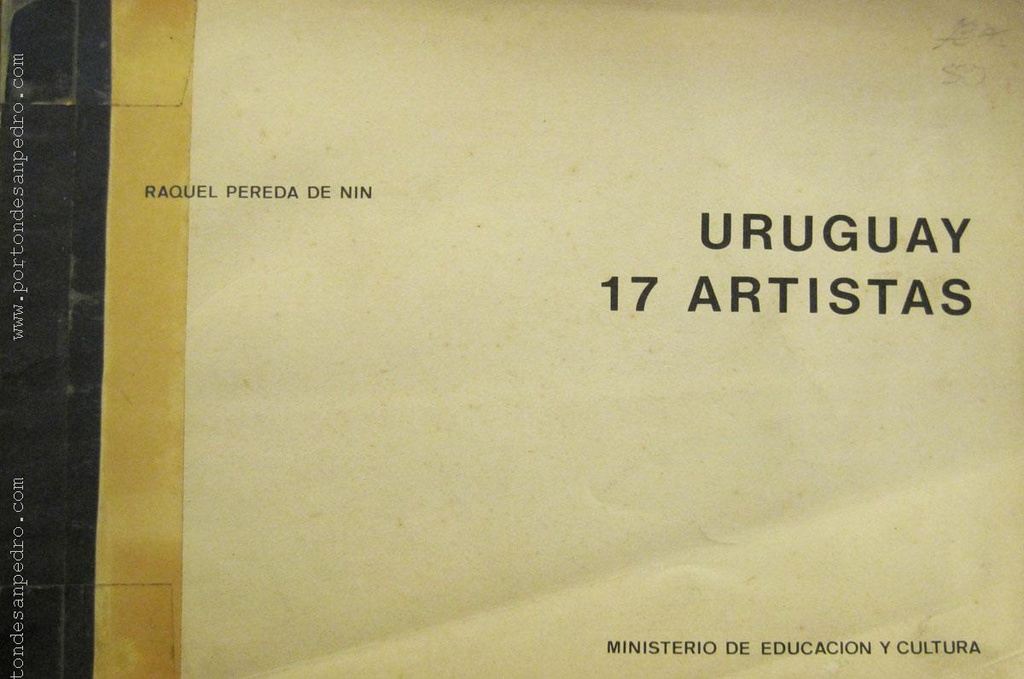 RAQUEL PEREDA DE NIN
URUGUAY
17 ARTISTAS
MINISTERIO DE EDUCACION Y CULTURA
www.portondesanpedro.com
tondesanpedro.com